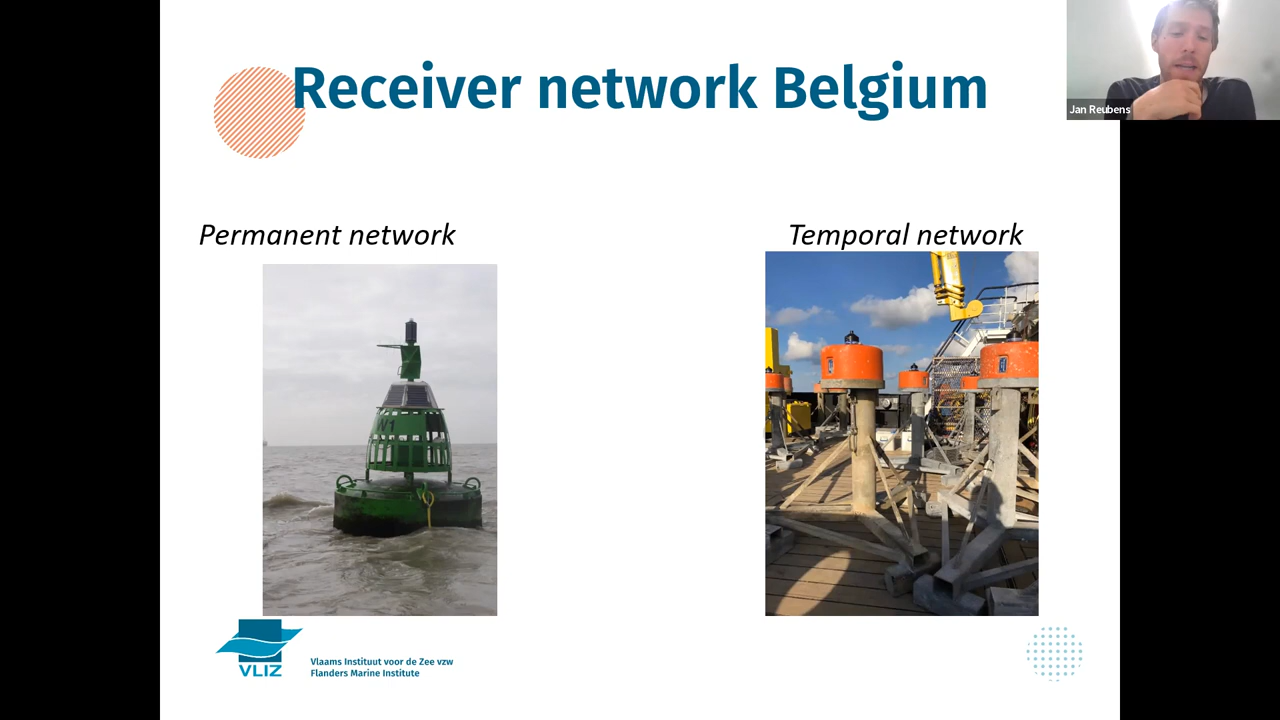 Receiver network Belgium
Jan Reubens
Permanent network
Temporal network
VLIZ
Vlaams Instituut voor de Zee vzw
Flanders Marine Institute